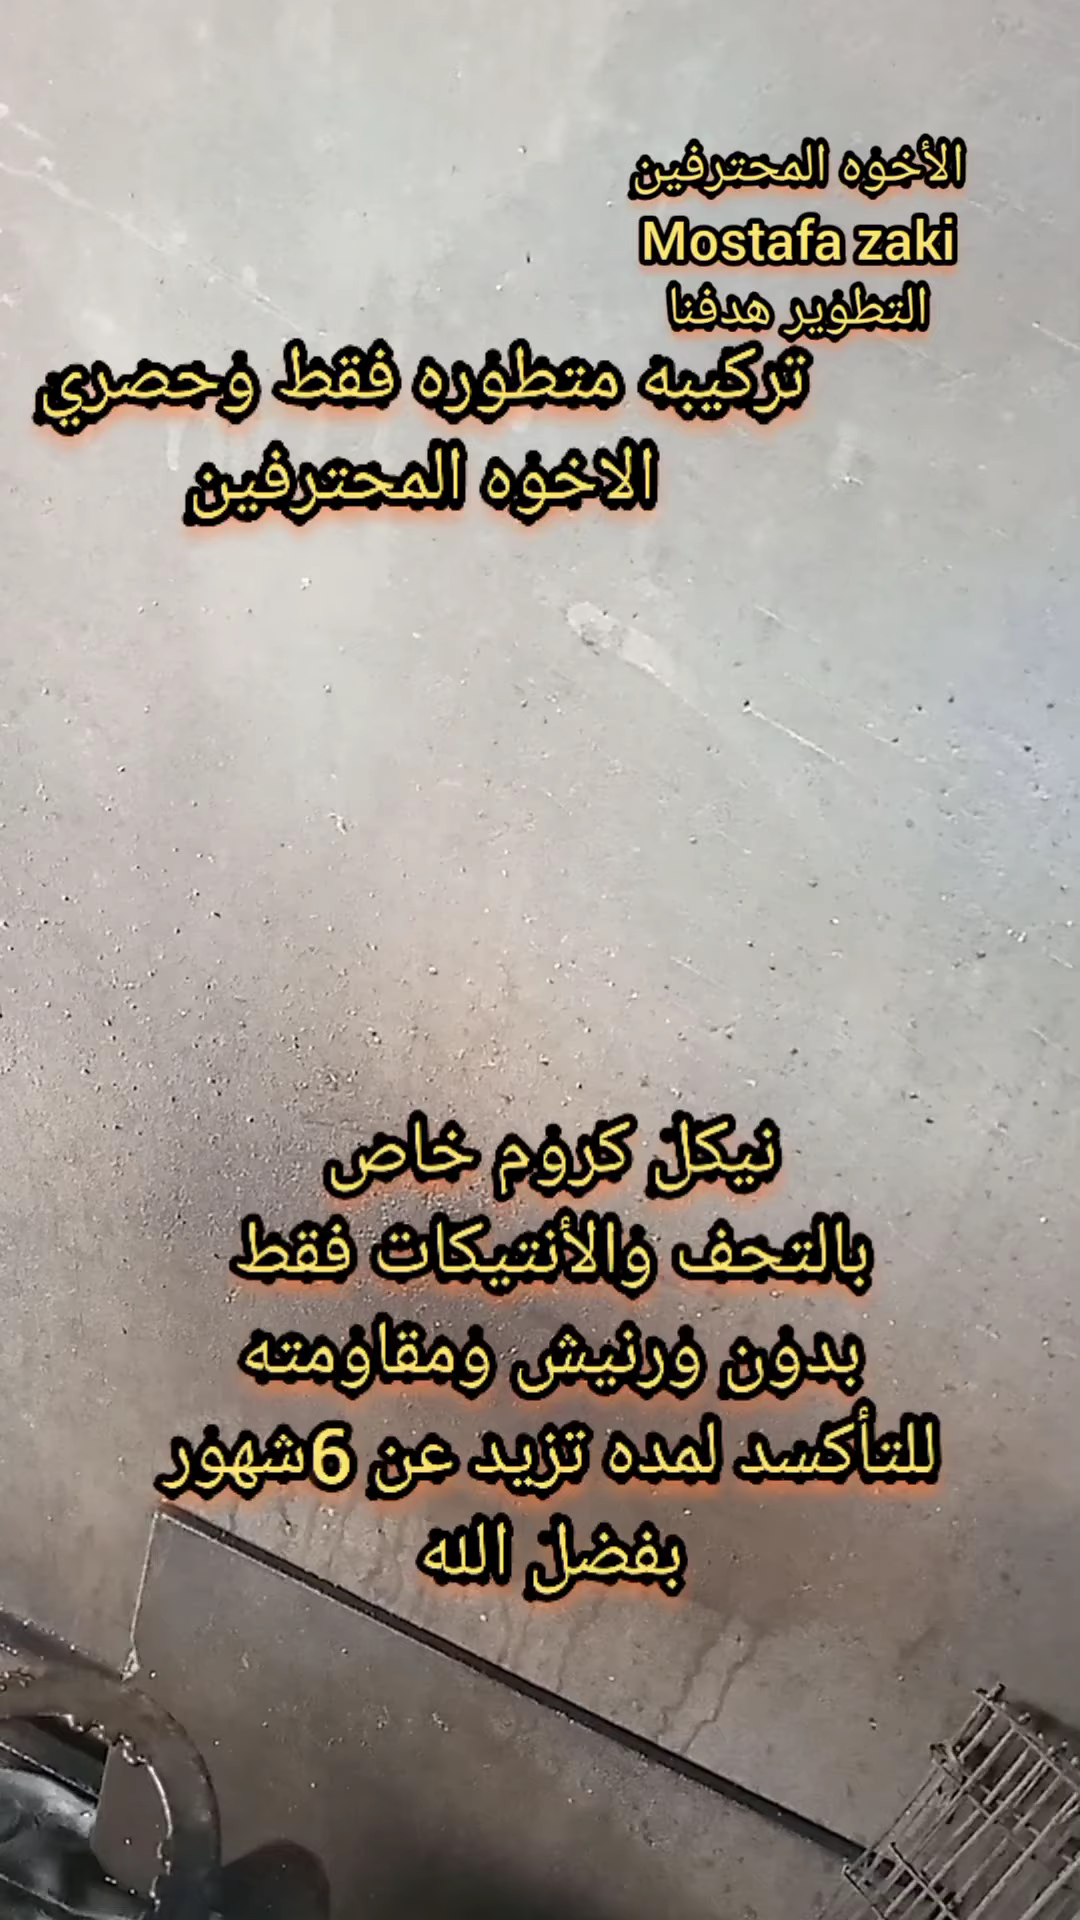 الأخوه المحترفين
Mostafa zaki
التطوير هدفنا
تركيبه متطوره فقط وحصري
الاخوه المحترفين
نيكل كروم خاص
بالتحف والأنتيكات فقط
بدون ورنيش ومقاومته
للتأكسد لمده تزيد عن 6شهور
بفضل الله